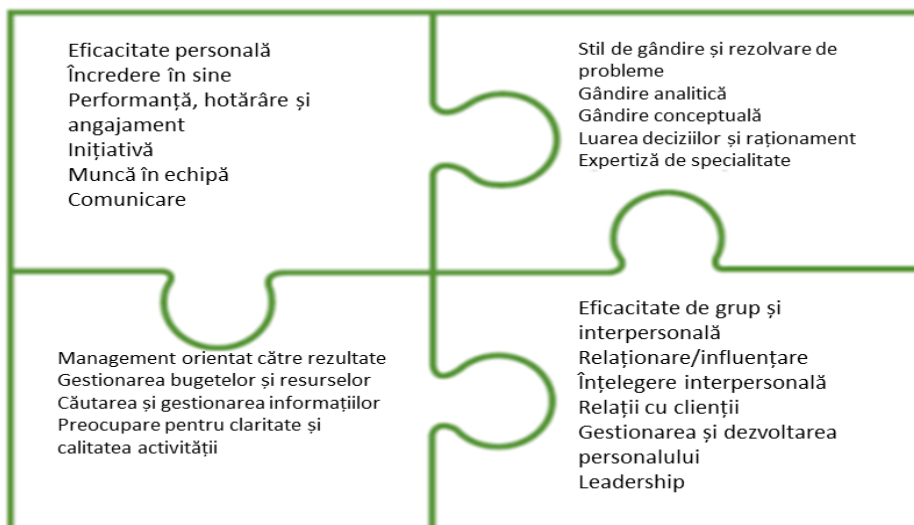 Eficacitate personală
Încredere în sine
Performanță, hotărâre și
angajament
Inițiativă
Muncă în echipă
Comunicare
Stil de gândire și rezolvare de
probleme
Gândire analitică
Gândire conceptuală
Luarea deciziilor și raționament
Expertiză de specialitate
Management orientat către rezultate
Gestionarea bugetelor și resurselor
Căutarea și gestionarea informațiilor
Preocupare pentru claritate și
calitatea activității
Eficacitate de grup și
interpersonală
Relaționare/influențare
Înțelegere interpersonală
Relații cu clienții
Gestionarea și dezvoltarea
personalului
Leadership